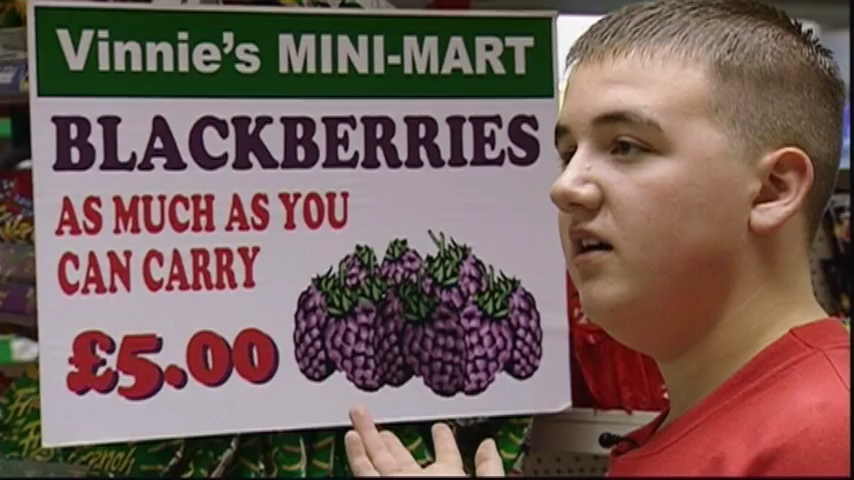 Vinnie's MINI-MART
BLACKBERRIES
AS MUCH AS YOU
CAN CARRY
£5.00